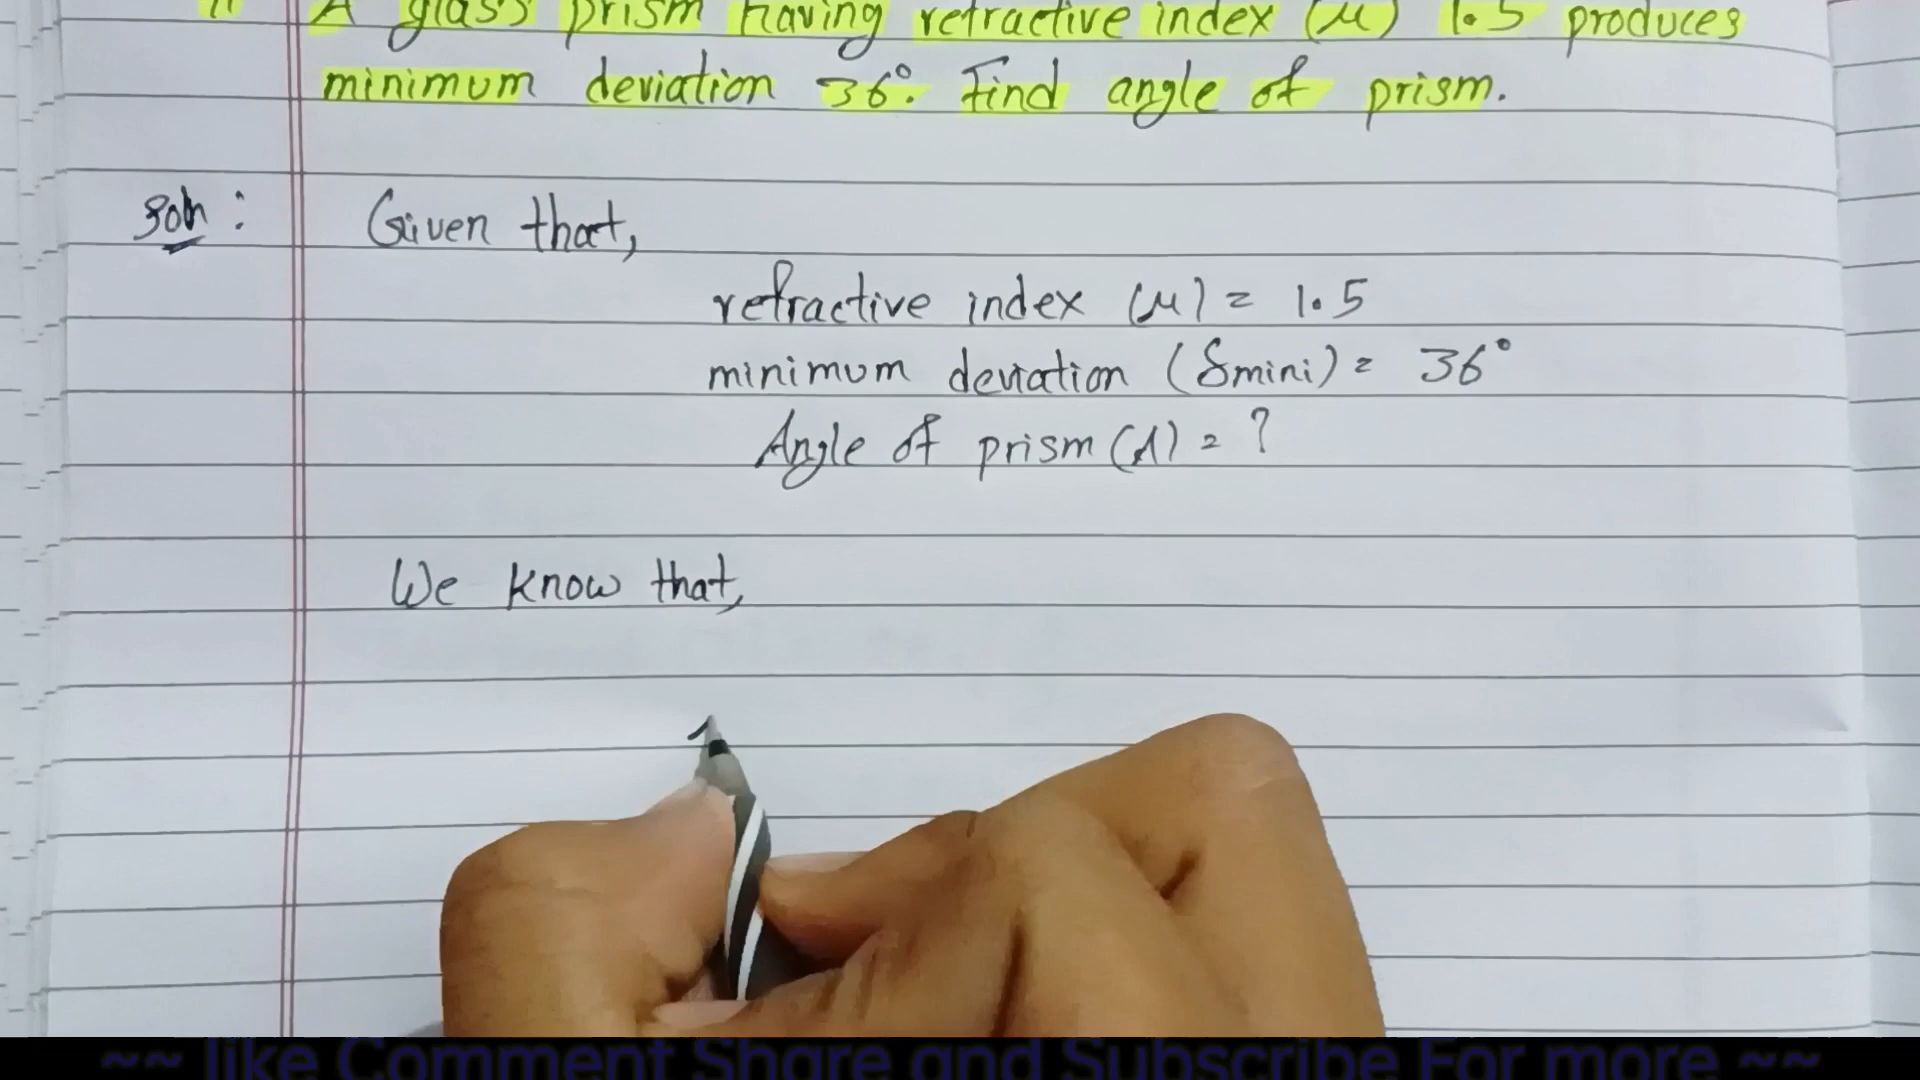 A glass prism having refractive index (μ) 1.5 produces
minimum deviation 36°. Find angle of prism.
Soln :
Given that,
refractive index (μ) = 1.5
minimum deviation (δmini) = 36°
Angle of prism (A) = ?
We know that,
~~ like Comment Share and Subscribe For more ~~